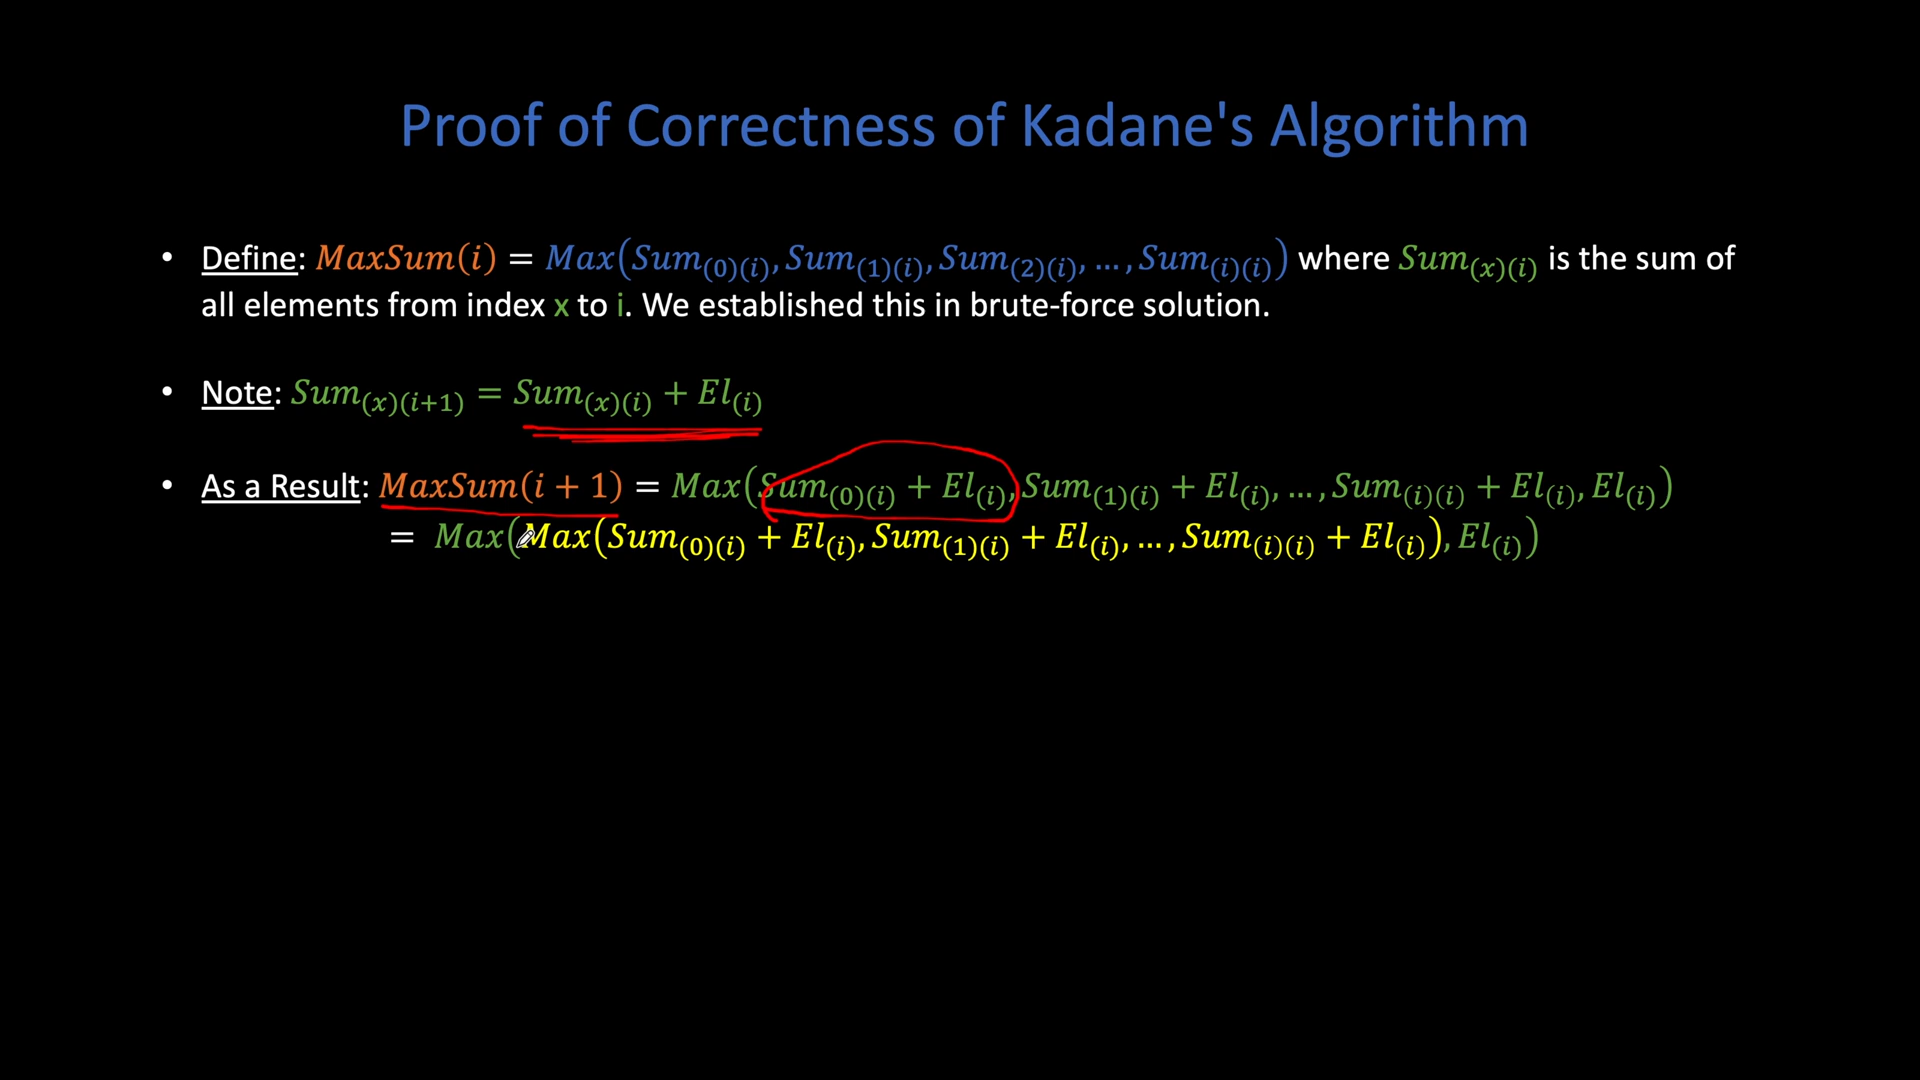 Proof of Correctness of Kadane's Algorithm
• Define: MaxSum(i) = Max(Sum₍₀₎₍ᵢ₎, Sum₍₁₎₍ᵢ₎, Sum₍₂₎₍ᵢ₎, … , Sum₍ᵢ₎₍ᵢ₎) where Sum₍ₓ₎₍ᵢ₎ is the sum of
all elements from index x to i. We established this in brute-force solution.
• Note: Sum₍ₓ₎₍ᵢ₊₁₎ = Sum₍ₓ₎₍ᵢ₎ + El₍ᵢ₎
• As a Result: MaxSum(i + 1) = Max(Sum₍₀₎₍ᵢ₎ + El₍ᵢ₎, Sum₍₁₎₍ᵢ₎ + El₍ᵢ₎, … , Sum₍ᵢ₎₍ᵢ₎ + El₍ᵢ₎, El₍ᵢ₎)
= Max(Max(Sum₍₀₎₍ᵢ₎ + El₍ᵢ₎, Sum₍₁₎₍ᵢ₎ + El₍ᵢ₎, … , Sum₍ᵢ₎₍ᵢ₎ + El₍ᵢ₎), El₍ᵢ₎)